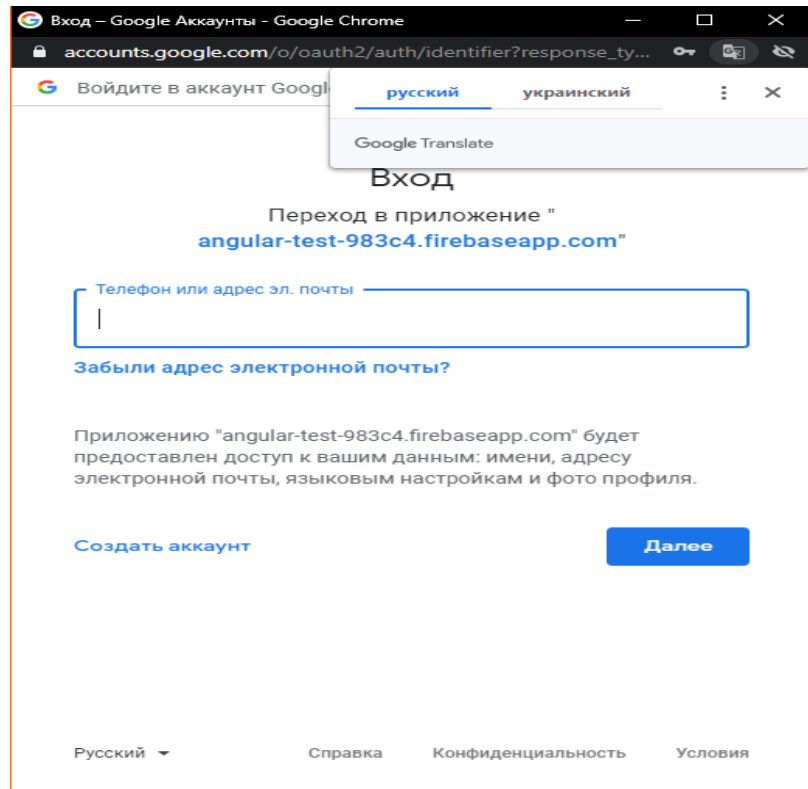 Вход – Google Аккаунты - Google Chrome
accounts.google.com/o/oauth2/auth/identifier?response_ty...
Войдите в аккаунт Googl
русский украинский
Google Translate
Вход
Переход в приложение "
angular-test-983c4.firebaseapp.com"
Телефон или адрес эл. почты
Забыли адрес электронной почты?
Приложению "angular-test-983c4.firebaseapp.com" будет
предоставлен доступ к вашим данным: имени, адресу
электронной почты, языковым настройкам и фото профиля.
Создать аккаунт Далее
Русский Справка Конфиденциальность Условия